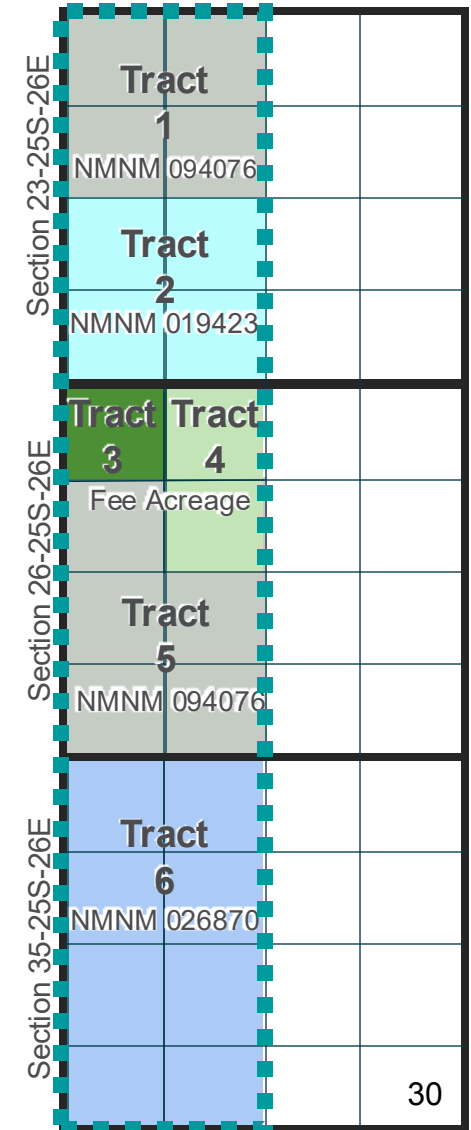 Section 23-25S-26E
Tract
1
NMNM 094076
Tract
2
NMNM 019423
Section 26-25S-26E
Tract Tract
3 4
Fee Acreage
Tract
5
NMNM 094076
Section 35-25S-26E
Tract
6
NMNM 026870
30